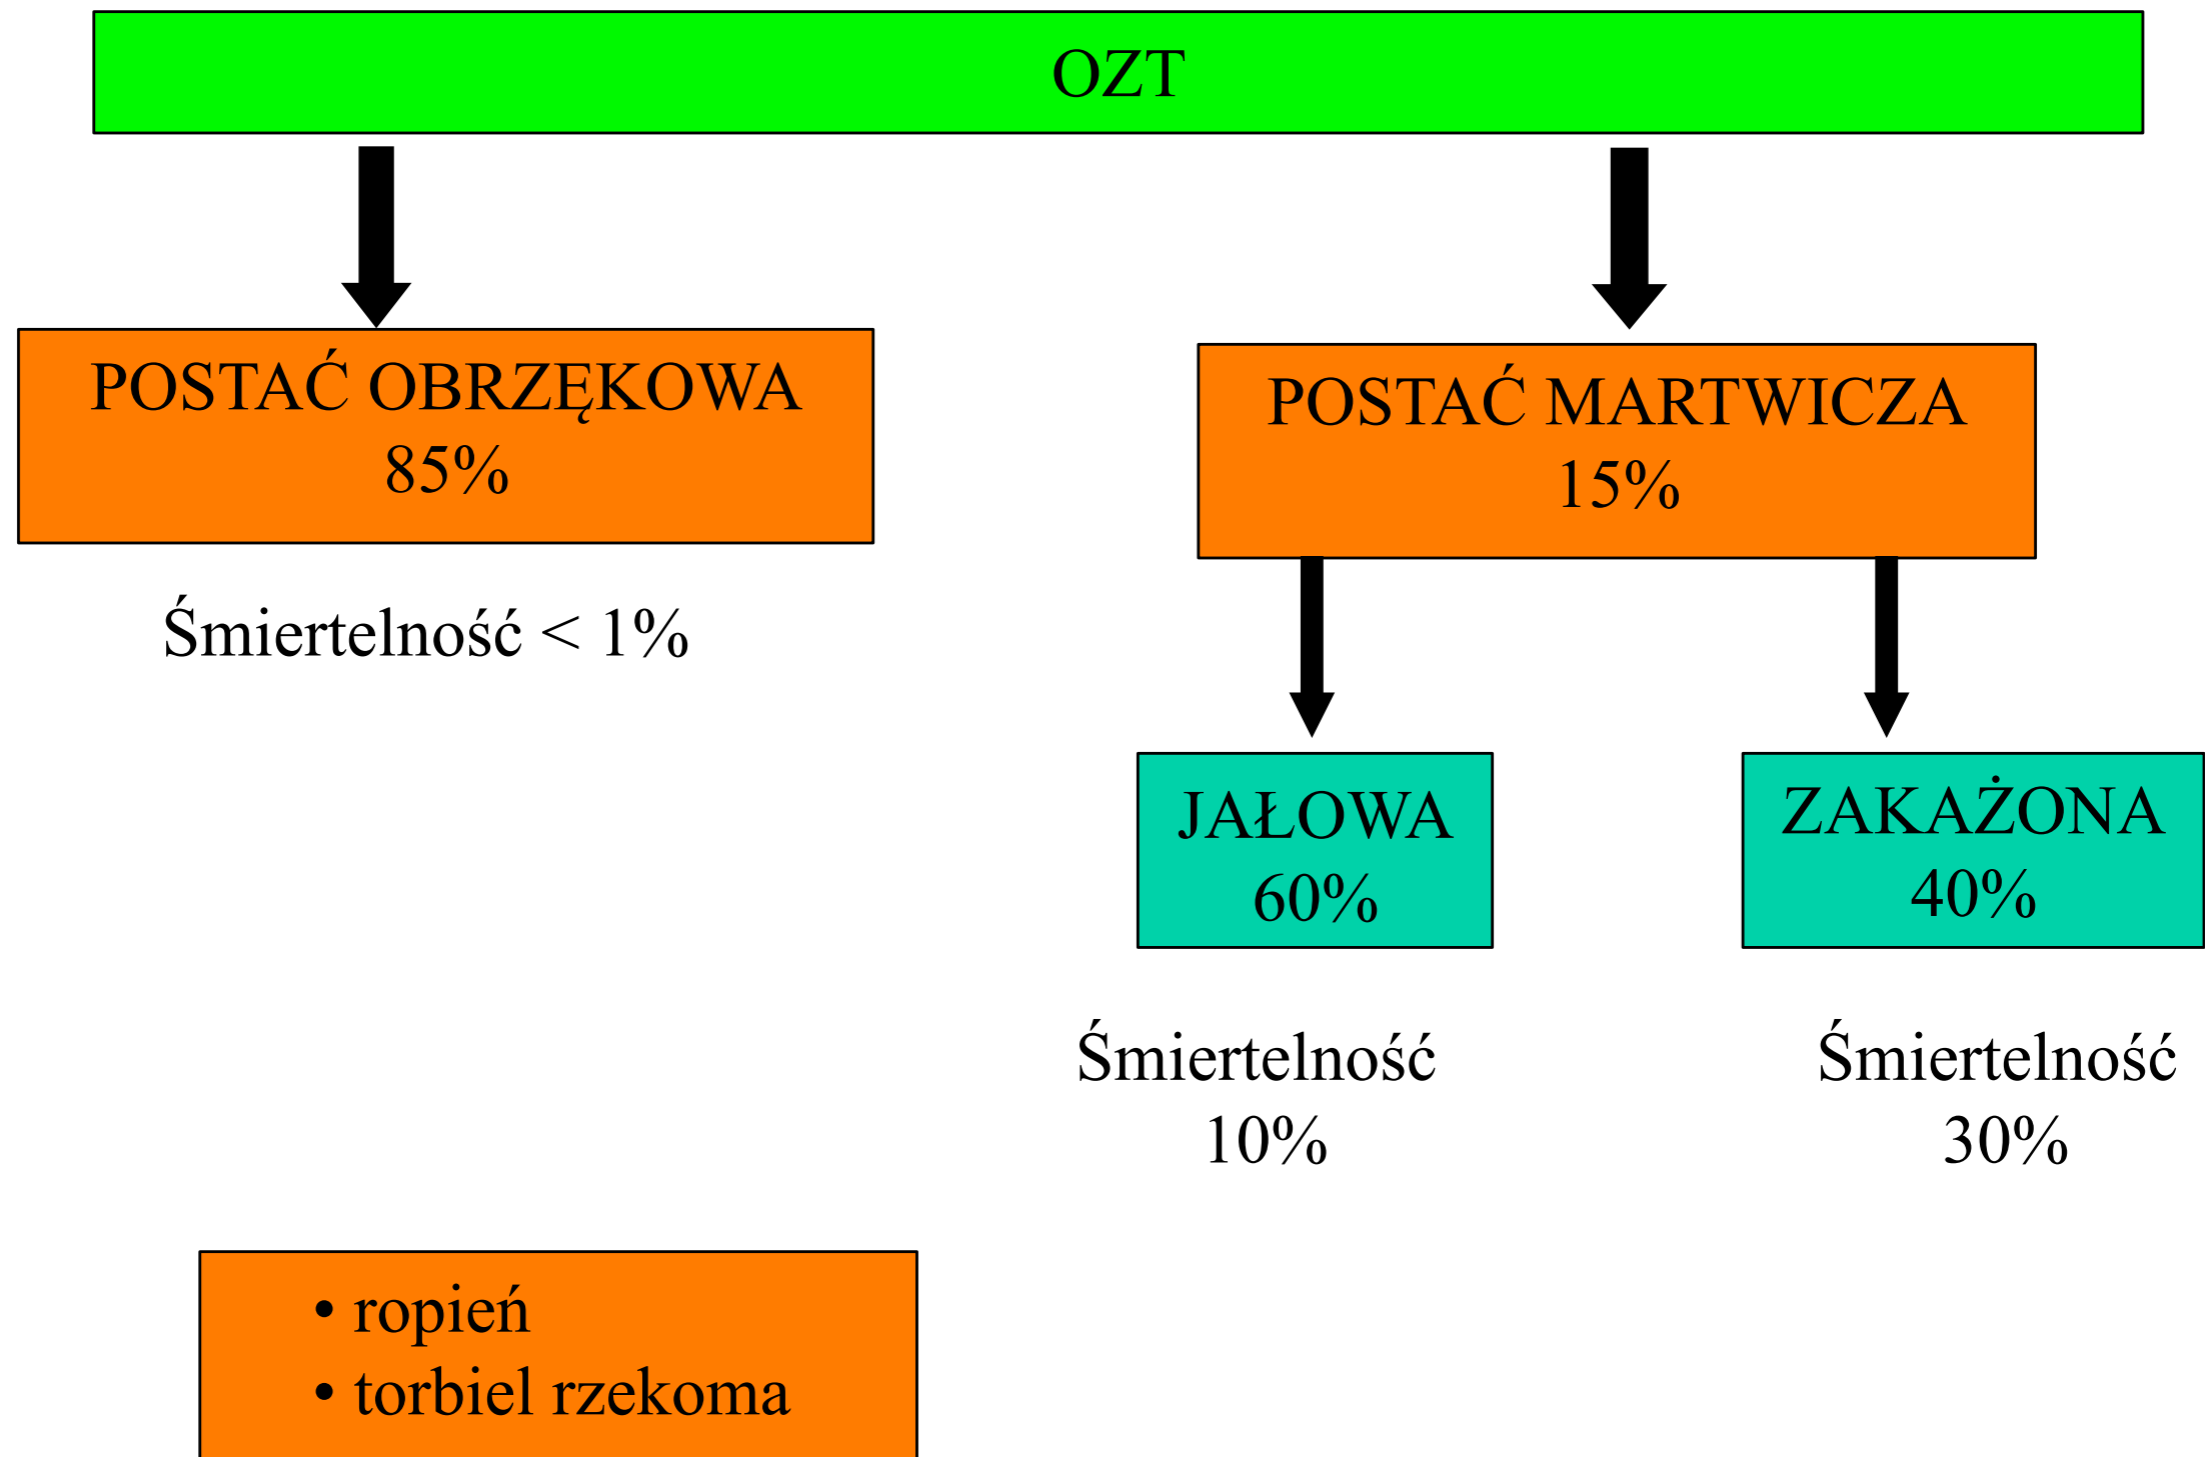 OZT
POSTAĆ OBRZĘKOWA
85%
Śmiertelność < 1%
POSTAĆ MARTWICZA
15%
JAŁOWA
60%
Śmiertelność
10%
ZAKAŻONA
40%
Śmiertelność
30%
• ropień
• torbiel rzekoma